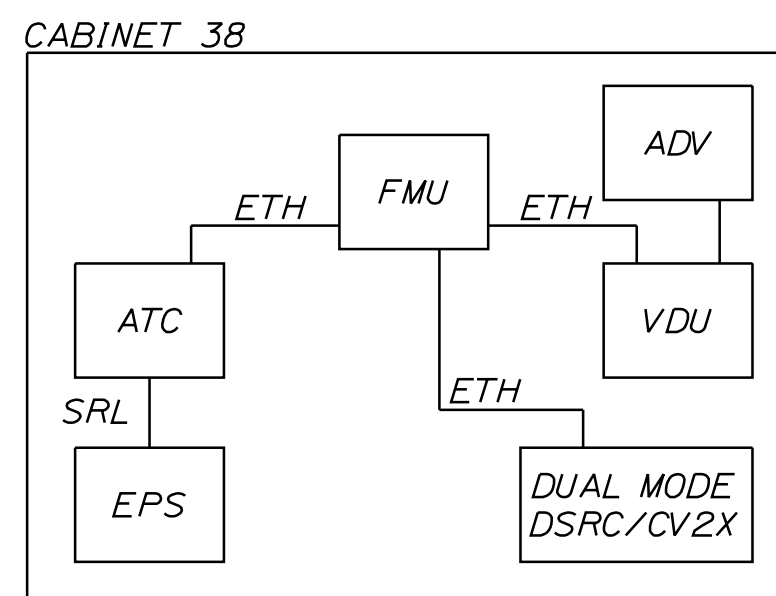 CABINET 38
ADV
FMU
ETH
ETH
ATC
VDU
ETH
SRL
EPS
DUAL MODE
DSRC/CV2X